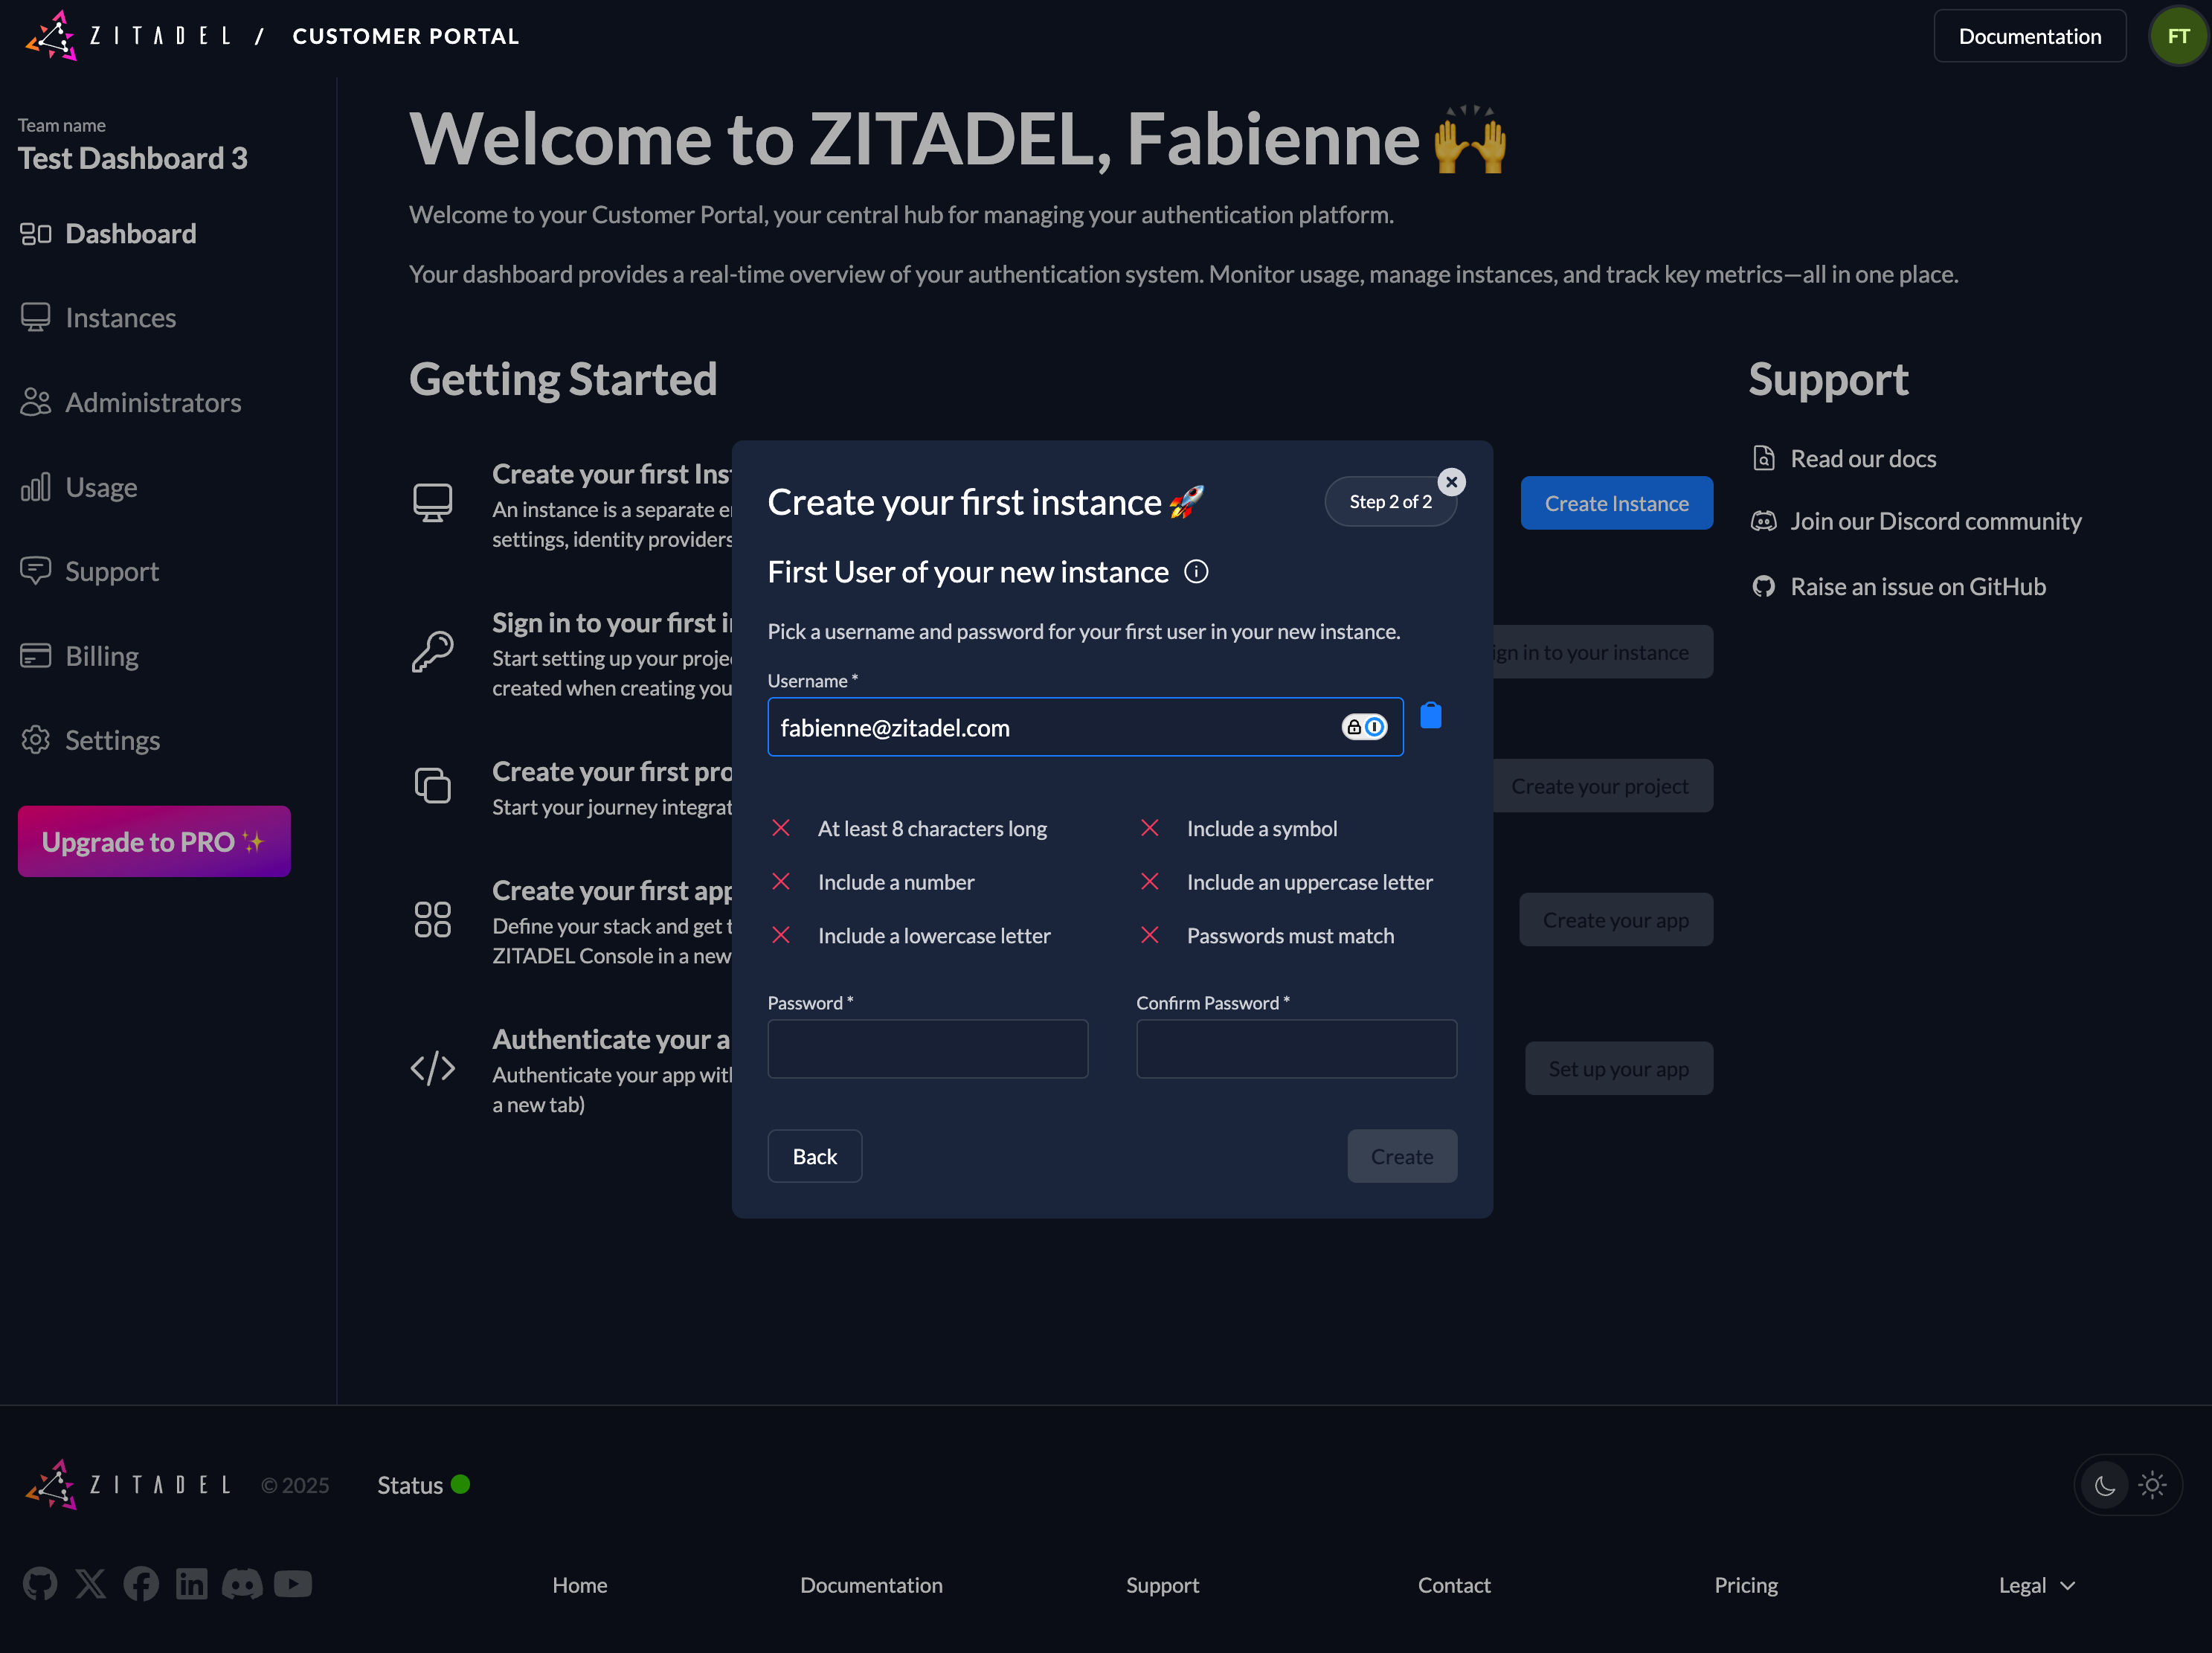 ZITADEL / CUSTOMER PORTAL
Documentation
FT
Team name
Test Dashboard 3
Dashboard
Instances
Administrators
Usage
Support
Billing
Settings
Upgrade to PRO ✨
Welcome to ZITADEL, Fabienne 🙌
Welcome to your Customer Portal, your central hub for managing your authentication platform.
Your dashboard provides a real-time overview of your authentication system. Monitor usage, manage instances, and track key metrics—all in one place.
Getting Started
Create your first
An instance is a separate
settings, identity providers
Create Instance
Sign in to your first
Start setting up your
created when creating
in to your instance
Create your first
Start your journey
Create your project
Create your first
Define your stack and get
ZITADEL Console in a new
Create your app
Authenticate your
Authenticate your app
a new tab)
Set up your app
Support
Read our docs
Join our Discord community
Raise an issue on GitHub
Create your first instance 🚀
Step 2 of 2
First User of your new instance
Pick a username and password for your first user in your new instance.
Username *
fabienne@zitadel.com
At least 8 characters long
Include a symbol
Include a number
Include an uppercase letter
Include a lowercase letter
Passwords must match
Password *
Confirm Password *
Back
Create
ZITADEL © 2025
Status
Home
Documentation
Support
Contact
Pricing
Legal